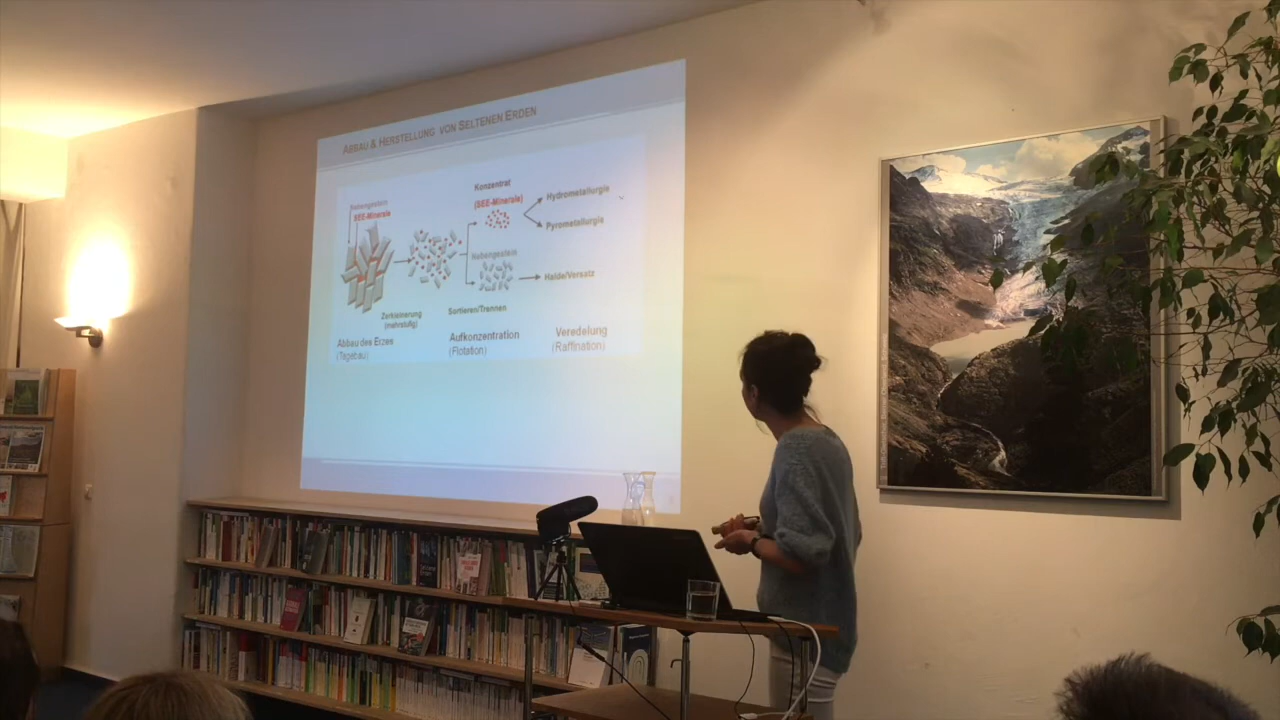 ABBAU & HERSTELLUNG VON SELTENEN ERDEN
Konzentrat
(SEE-Minerale)
Hydrometallurgie
Pyrometallurgie
Nebengestein
SEE-Minerale
Nebengestein
Halde/Versatz
Zerkleinerung
(mehrstufig)
Sortieren/Trennen
Abbau des Erzes
(Tagebau)
Aufkonzentration
(Flotation)
Veredelung
(Raffination)